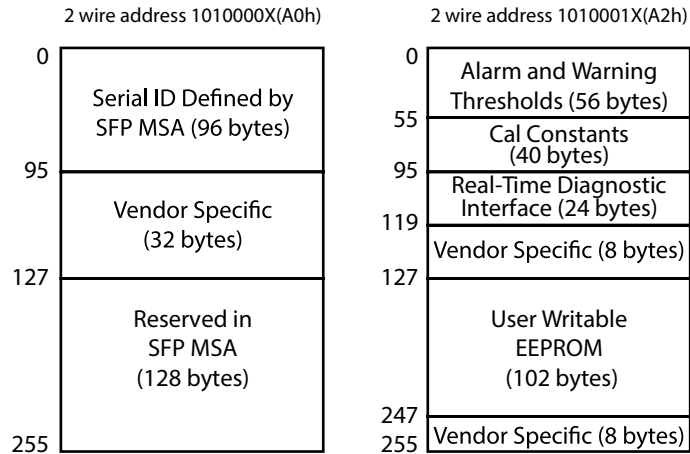 2 wire address 1010000X(A0h)
0
Serial ID Defined by
SFP MSA (96 bytes)
95
Vendor Specific
(32 bytes)
127
Reserved in
SFP MSA
(128 bytes)
255
2 wire address 1010001X(A2h)
0
Alarm and Warning
Thresholds (56 bytes)
55
Cal Constants
(40 bytes)
95
Real-Time Diagnostic
Interface (24 bytes)
119
Vendor Specific (8 bytes)
127
User Writable
EEPROM
(102 bytes)
247
Vendor Specific (8 bytes)
255